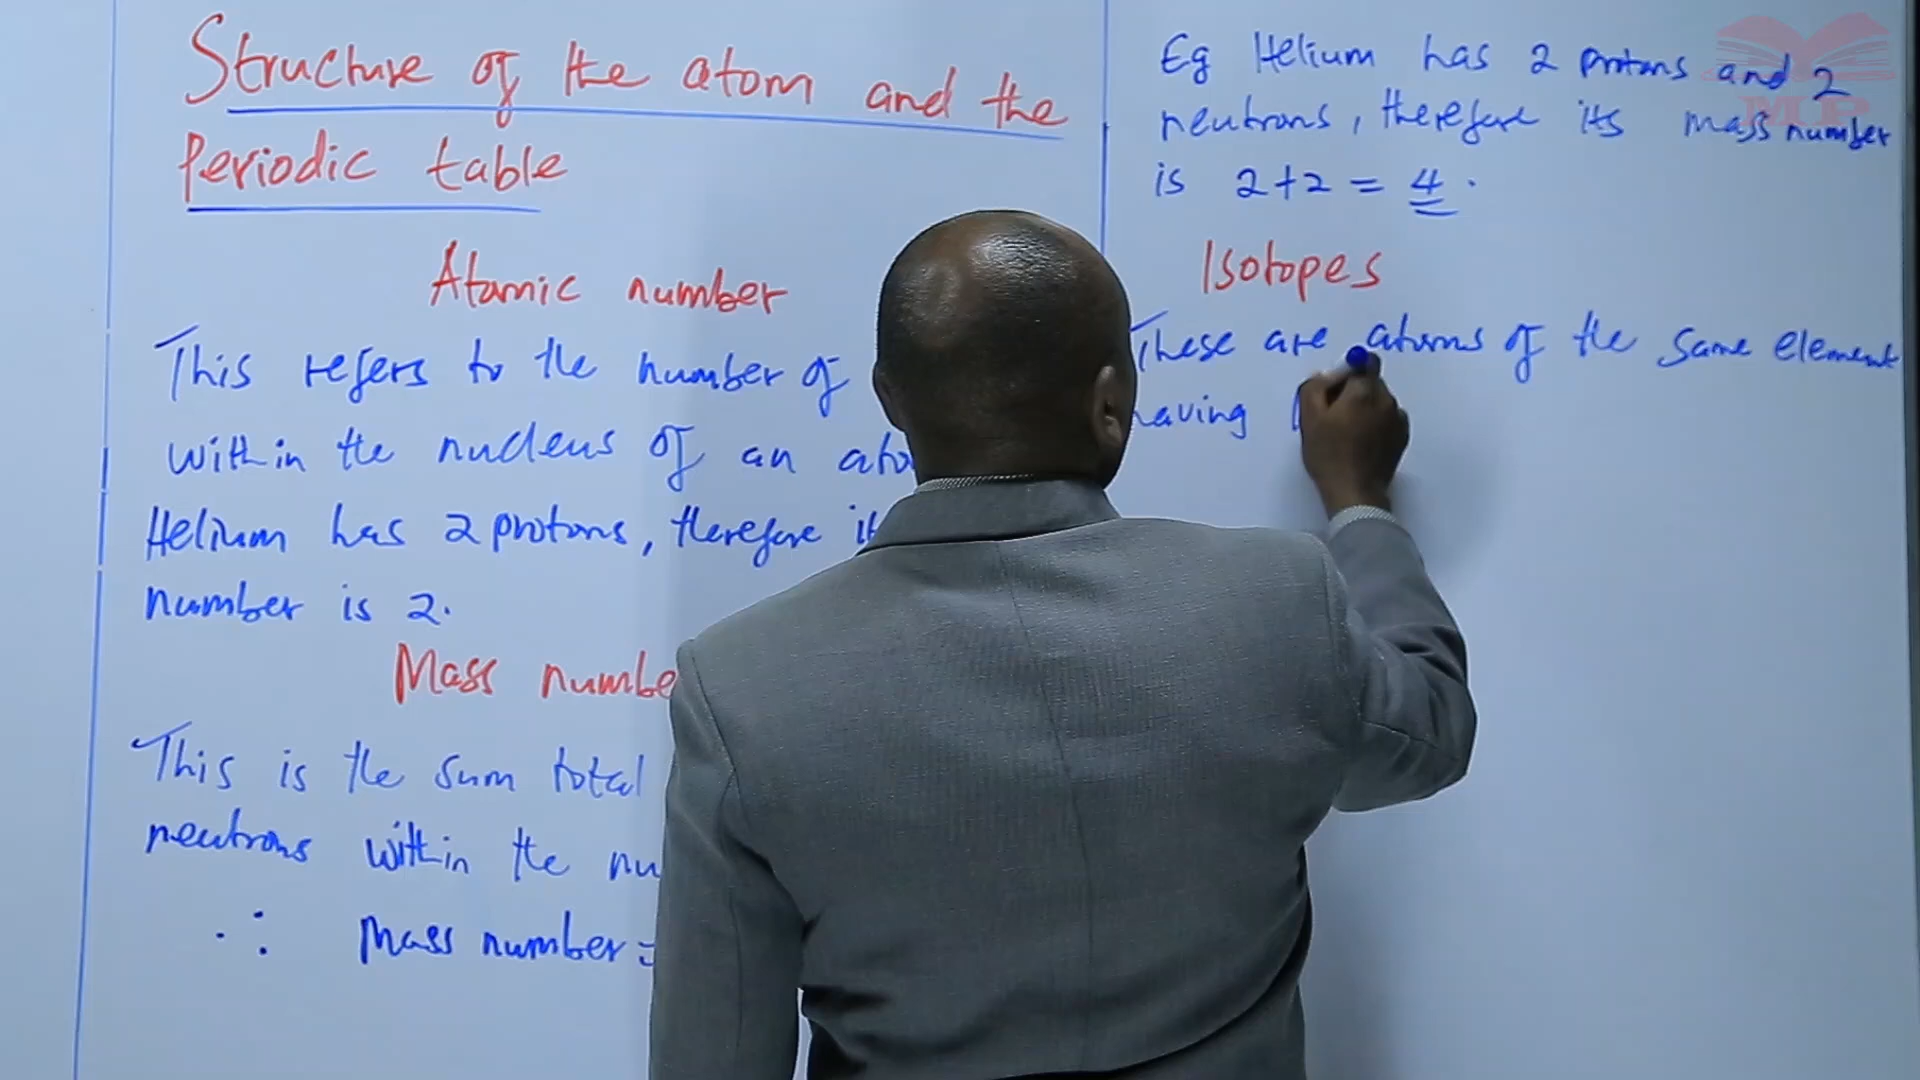 Structure of the atom and the
Periodic table
Atomic number
This refers to the number of
within the nucleus of an
Helium has 2 protons, therefore
number is 2.
Mass
This is the sum total
neutrons within the
∴ Mass number =
Eg Helium has 2 protons and 2
neutrons, therefore its mass number
is 2+2 = 4.
Isotopes
These are atoms of the same element
having
MP